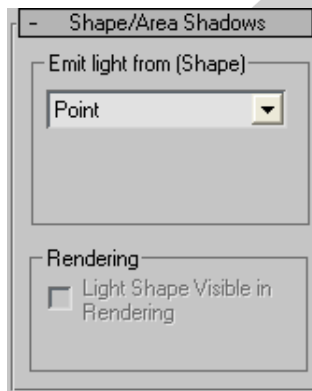 - Shape/Area Shadows
Emit light from (Shape)
Point
Rendering
Light Shape Visible in
Rendering